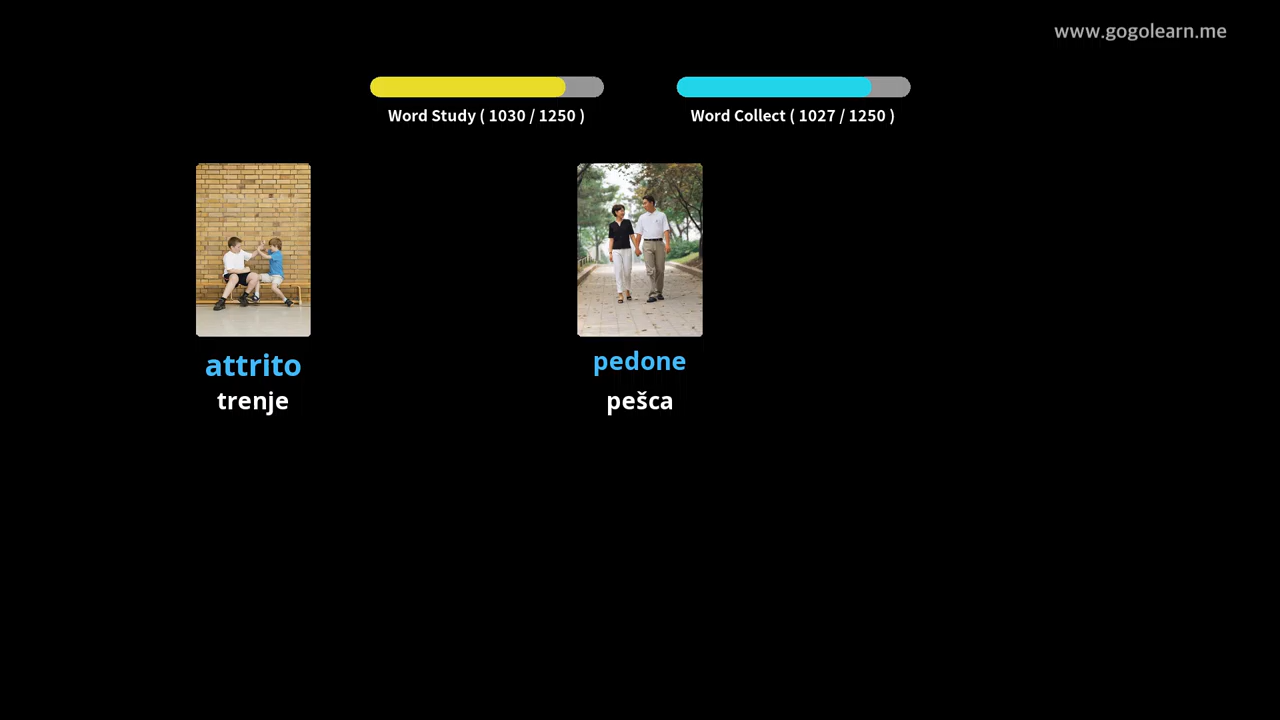 www.gogolearn.me
Word Study ( 1030 / 1250 )
Word Collect ( 1027 / 1250 )
attrito
trenje
pedone
pešca